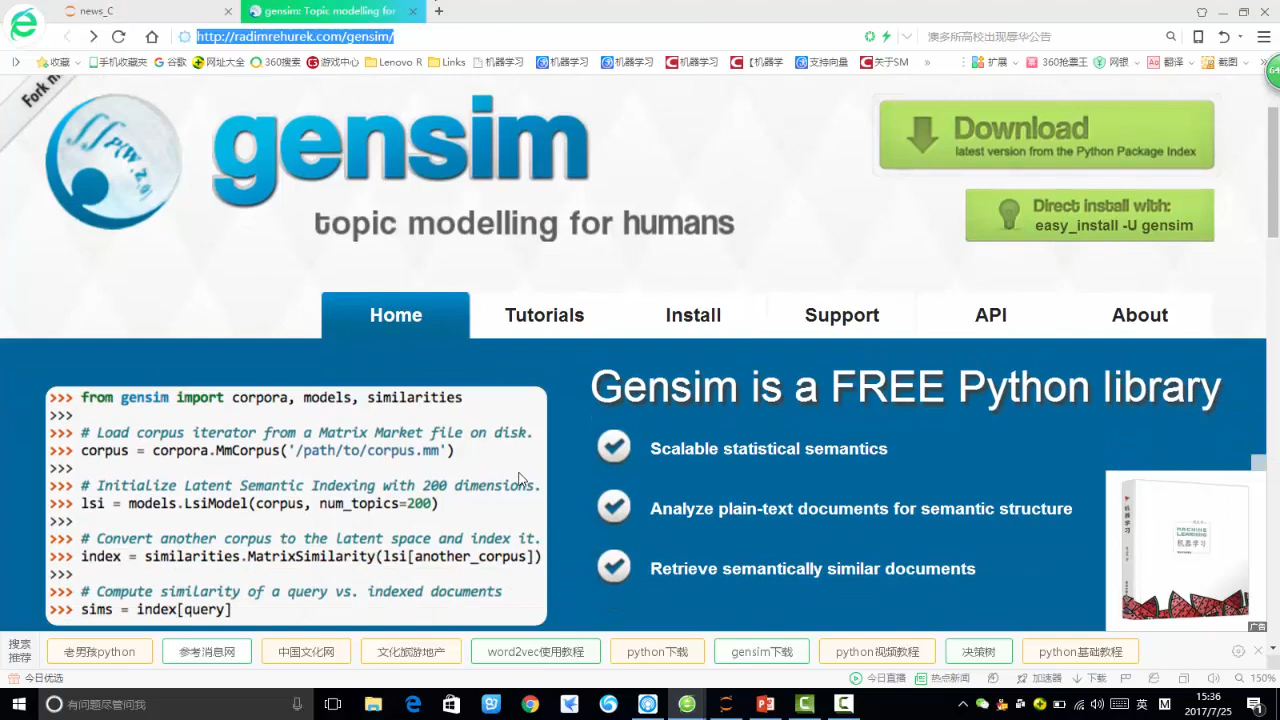 news_C
gensim: Topic modelling for
http://radimrehurek.com/gensim/
澳多所高校出现辱华公告
收藏
手机收藏夹
谷歌
网址大全
360搜索
游戏中心
Lenovo R
Links
机器学习
机器学习
机器学习
机器学习
【机器学
支持向量
关于SM
»
扩展
360抢票王
网银
翻译
截图
»
64
Fork m
∫∫P(W,2.0)
gensim
topic modelling for humans
Download
latest version from the Python Package Index
Direct install with:
easy_install -U gensim
Home
Tutorials
Install
Support
API
About
>>> from gensim import corpora, models, similarities
>>>
>>> # Load corpus iterator from a Matrix Market file on disk.
>>> corpus = corpora.MmCorpus('/path/to/corpus.mm')
>>>
>>> # Initialize Latent Semantic Indexing with 200 dimensions.
>>> lsi = models.LsiModel(corpus, num_topics=200)
>>>
>>> # Convert another corpus to the latent space and index it.
>>> index = similarities.MatrixSimilarity(lsi[another_corpus])
>>>
>>> # Compute similarity of a query vs. indexed documents
>>> sims = index[query]
Gensim is a FREE Python library
Scalable statistical semantics
Analyze plain-text documents for semantic structure
Retrieve semantically similar documents
机器学习
MACHINE LEARNING
机器学习
广告
搜索
推荐
老男孩python
参考消息网
中国文化网
文化旅游地产
word2vec使用教程
python下载
gensim下载
python视频教程
决策树
python基础教程
今日优选
今日直播
热点新闻
加速器
下载
150%
有问题尽管问我
英
M
15:36
2017/7/25